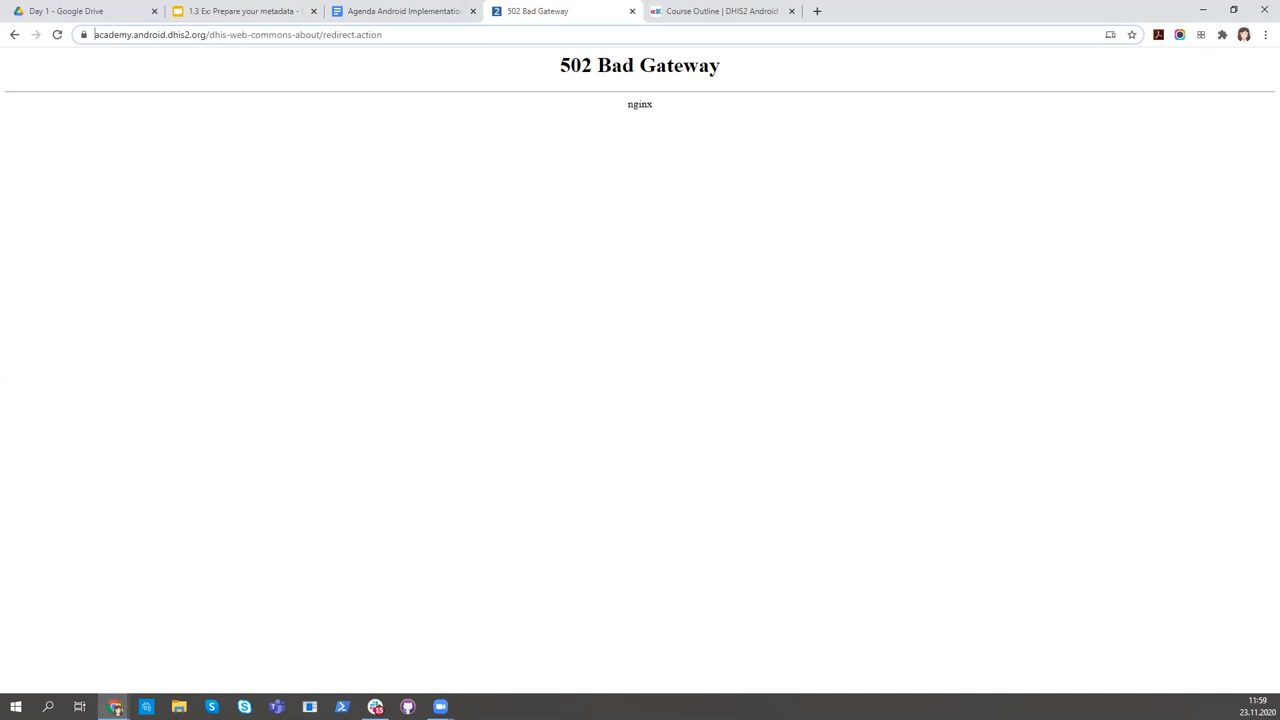 Day 1 - Google Drive
1.3 Ex: Prepare your metadata -
Agenda Android Implementation
502 Bad Gateway
Course Outline | DHIS2 Android
academy.android.dhis2.org/dhis-web-commons-about/redirect.action
502 Bad Gateway
nginx
11:59
23.11.2020